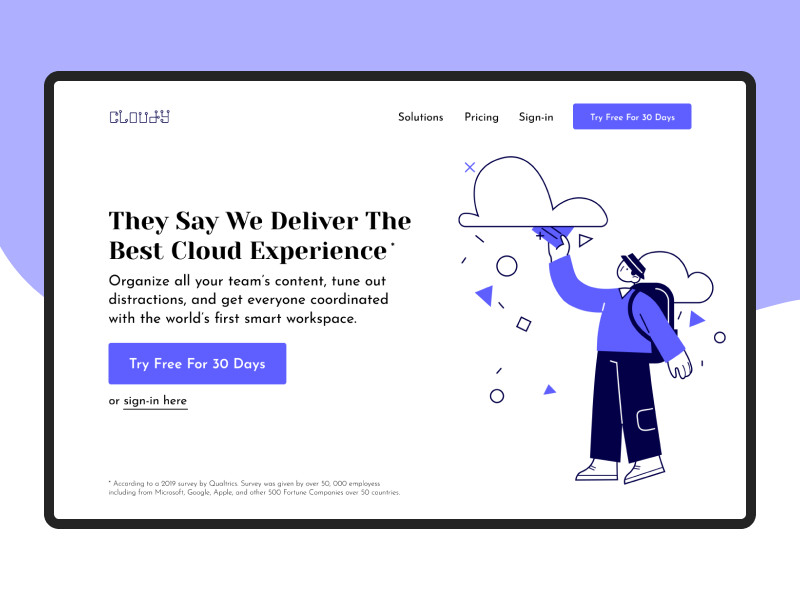 CLOUDY
Solutions Pricing Sign-in Try Free For 30 Days
They Say We Deliver The
Best Cloud Experience*
Organize all your team's content, tune out
distractions, and get everyone coordinated
with the world's first smart workspace.
Try Free For 30 Days
or sign-in here
* According to a 2019 survey by Qualtrics. Survey was given by over 50, 000 employess
including from Microsoft, Google, Apple, and other 500 Fortune Companies over 50 countries.